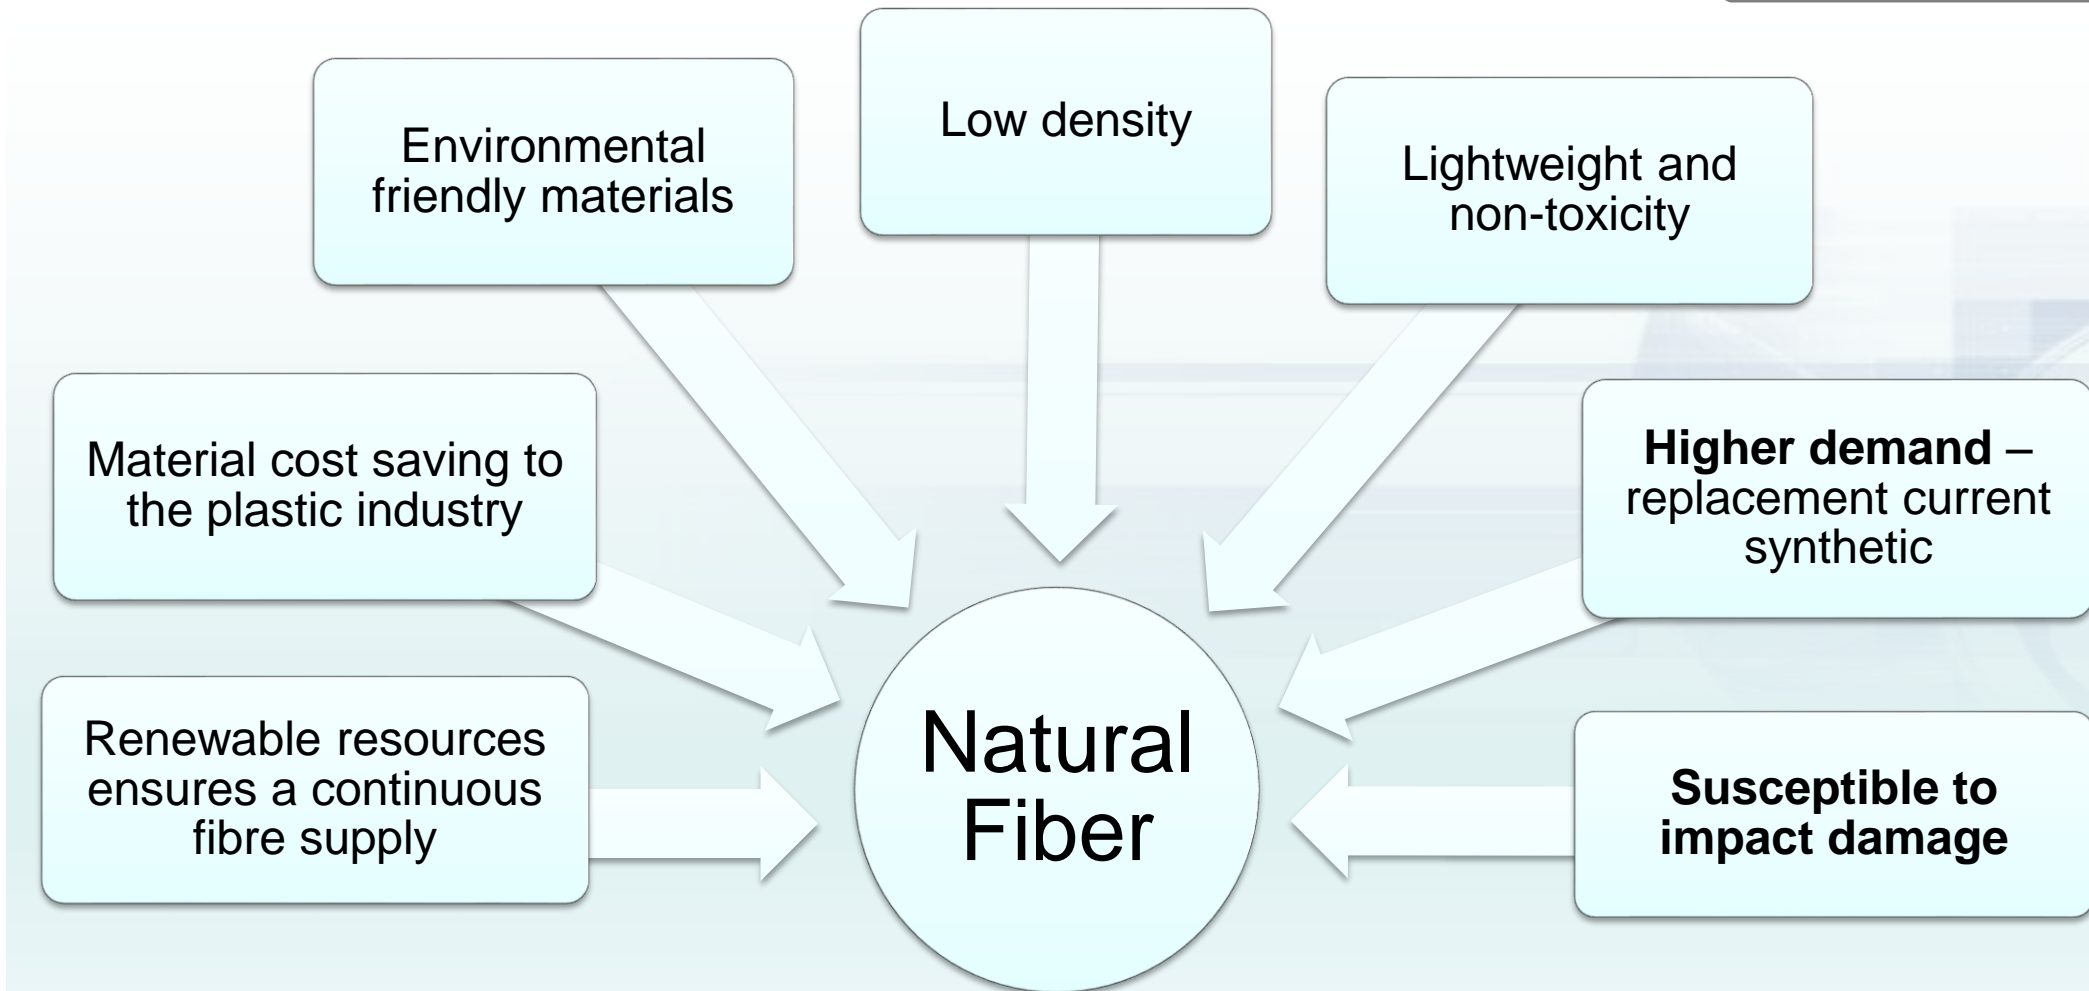 Low density
Environmental
friendly materials
Lightweight and
non-toxicity
Material cost saving to
the plastic industry
Higher demand –
replacement current
synthetic
Renewable resources
ensures a continuous
fibre supply
Natural
Fiber
Susceptible to
impact damage